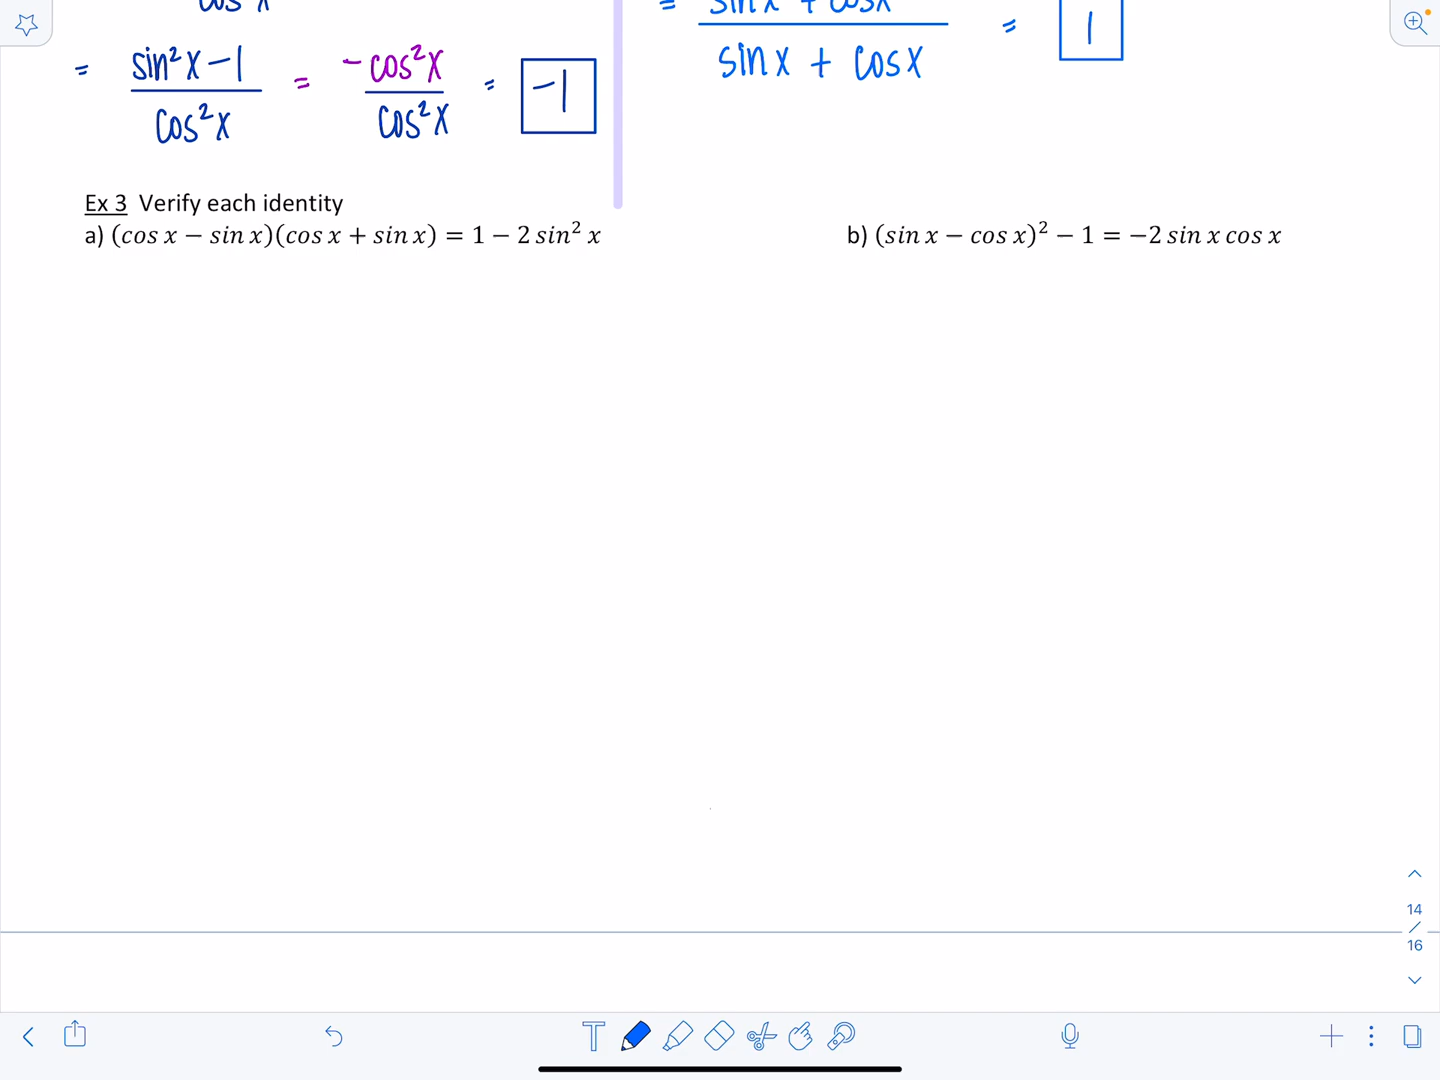 cos x
= sin²x − 1 / cos²x = −cos²x / cos²x = −1
= sin x + cos x / sin x + cos x = 1
Ex 3 Verify each identity
a) (cos x − sin x)(cos x + sin x) = 1 − 2 sin² x
b) (sin x − cos x)² − 1 = −2 sin x cos x
14
/
16
T